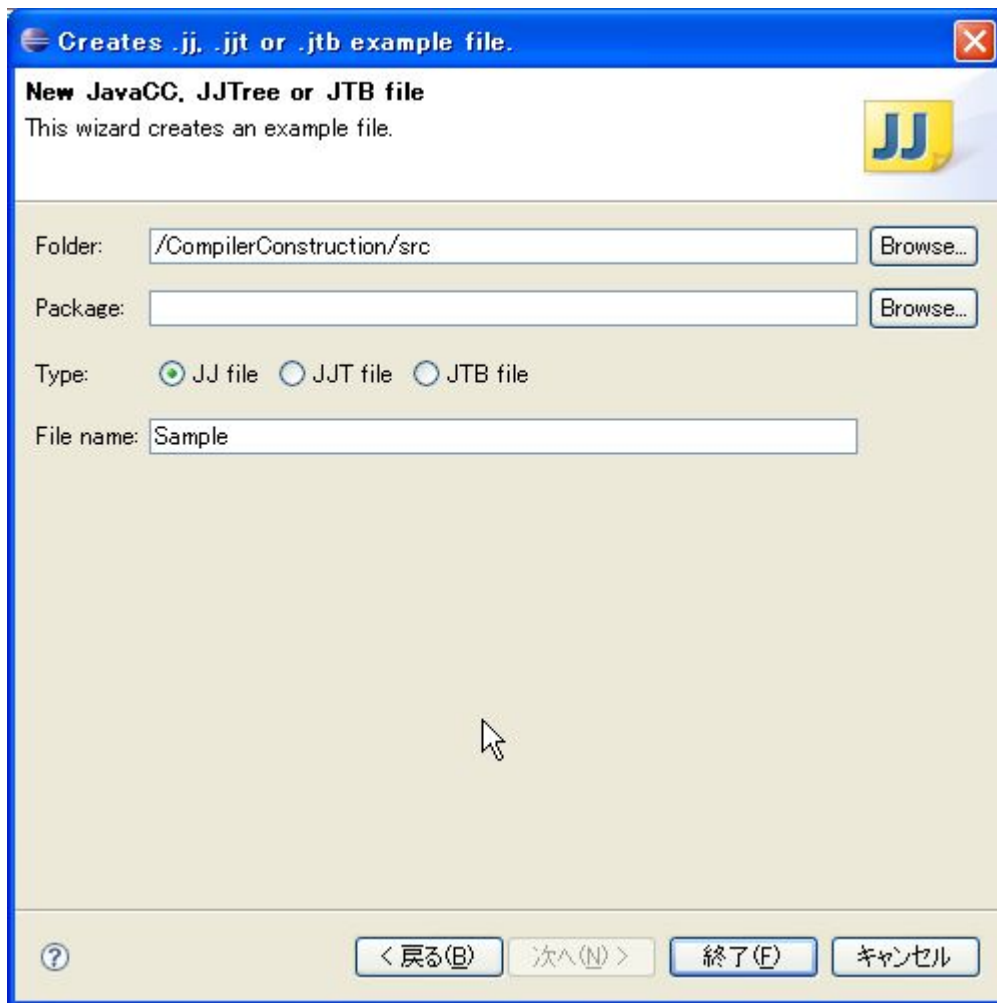 Creates .jj, .jjt or .jtb example file.
New JavaCC, JJTree or JTB file
This wizard creates an example file.
JJ
Folder: /CompilerConstruction/src Browse...
Package: Browse...
Type: JJ file JJT file JTB file
File name: Sample
? < 戻る(B) 次へ(N) > 終了(F) キャンセル